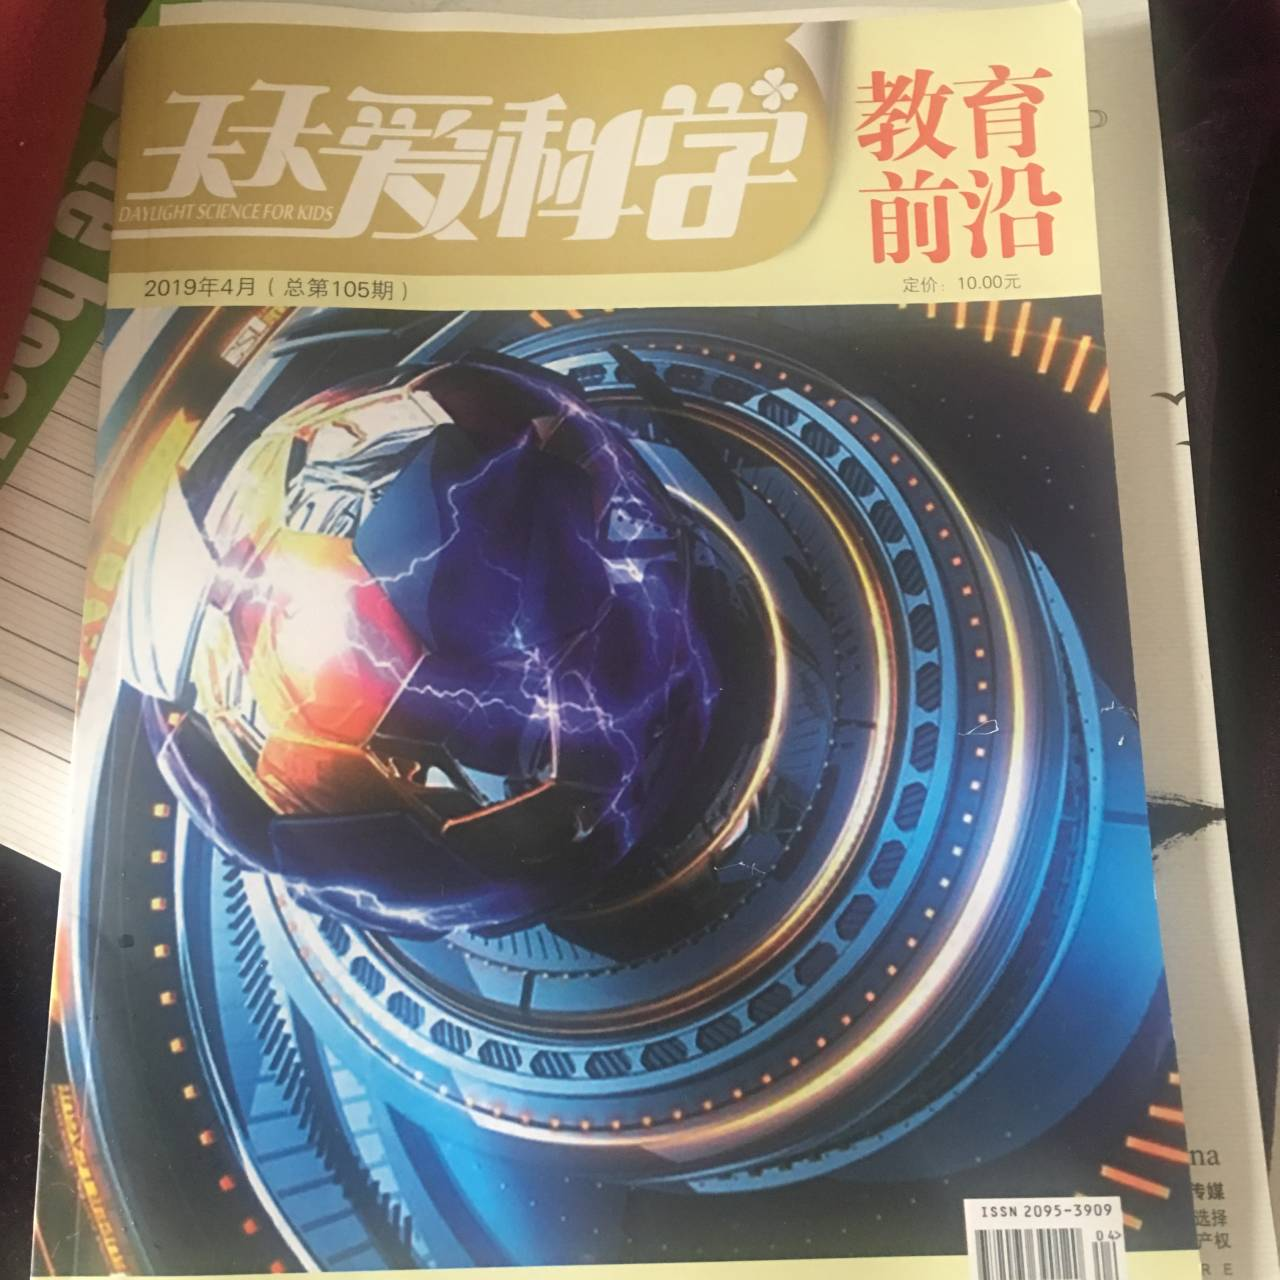 天天爱科学
DAYLIGHT SCIENCE FOR KIDS
教育
前沿
2019年4月（总第105期）
定价：10.00元
ISSN 2095-3909
04>
na
传媒
选择
产权
R E